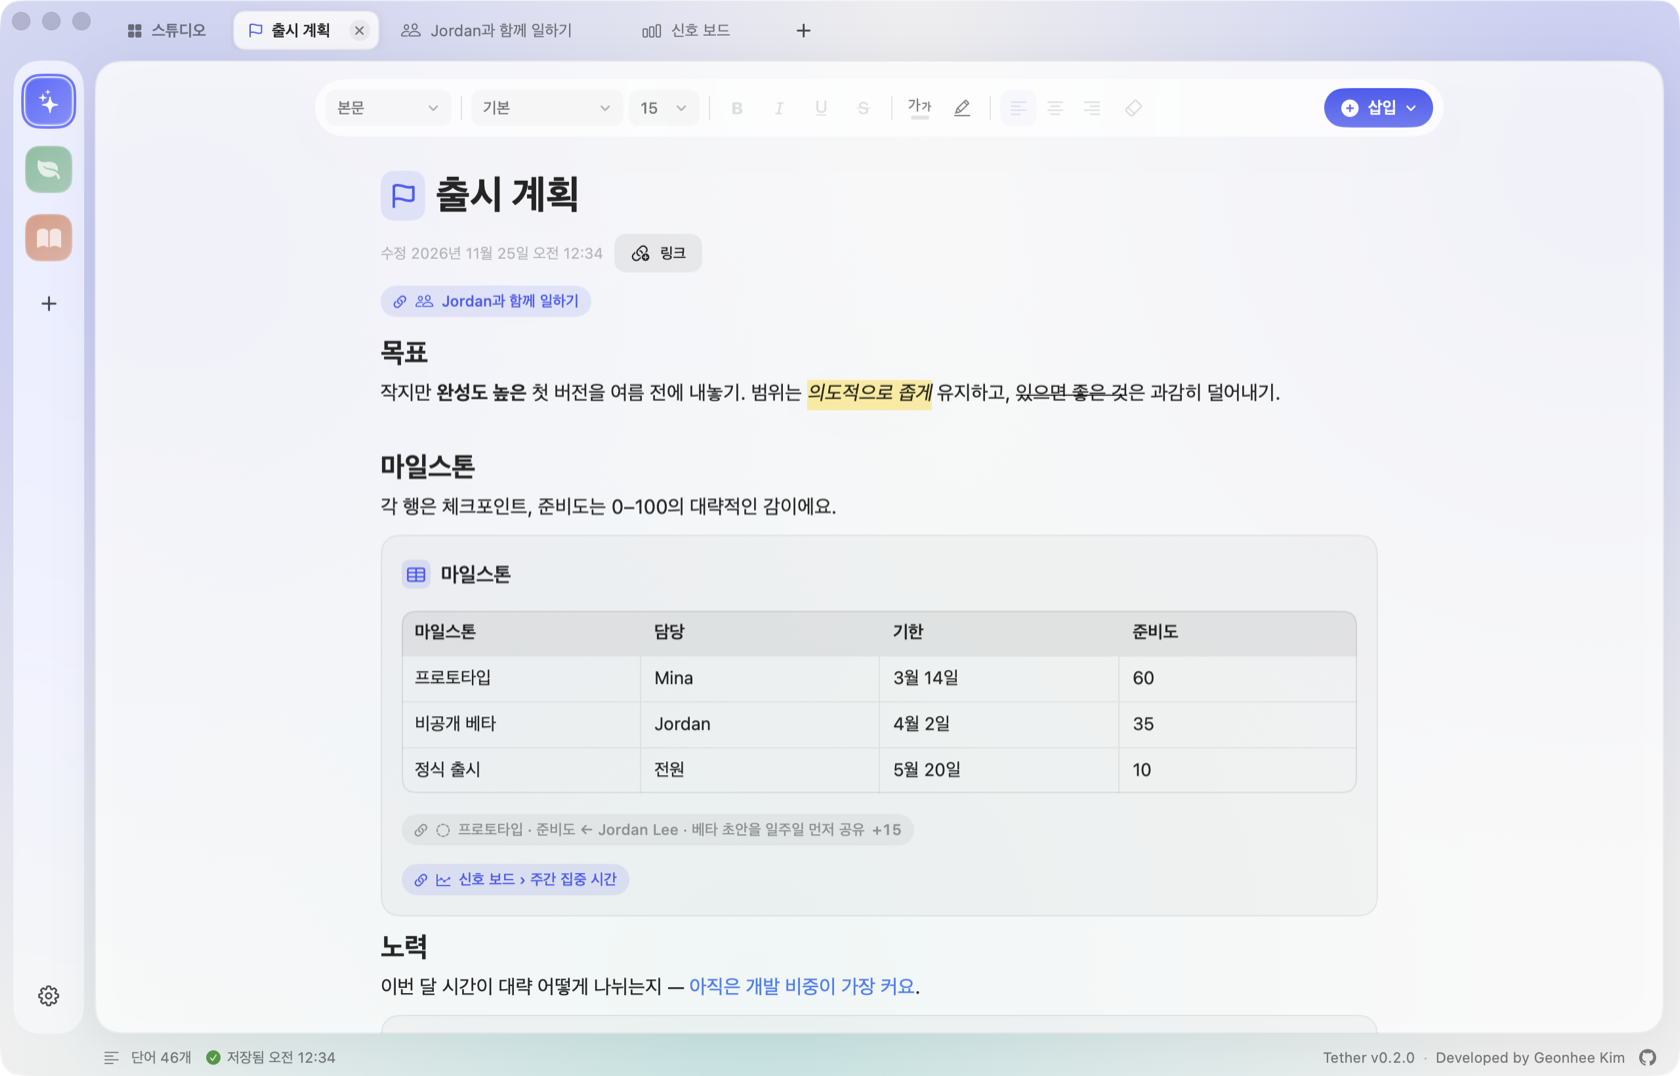 스튜디오
출시 계획
Jordan과 함께 일하기
신호 보드
본문
기본
15
B
I
U
S
가가
삽입
출시 계획
수정 2026년 11월 25일 오전 12:34
링크
Jordan과 함께 일하기
목표
작지만 완성도 높은 첫 버전을 여름 전에 내놓기. 범위는 의도적으로 좁게 유지하고, 있으면 좋은 것은 과감히 덜어내기.
마일스톤
각 행은 체크포인트, 준비도는 0–100의 대략적인 감이에요.
마일스톤
마일스톤 담당 기한 준비도
프로토타입 Mina 3월 14일 60
비공개 베타 Jordan 4월 2일 35
정식 출시 전원 5월 20일 10
프로토타입 · 준비도 ← Jordan Lee · 베타 초안을 일주일 먼저 공유 +15
신호 보드 › 주간 집중 시간
노력
이번 달 시간이 대략 어떻게 나뉘는지 — 아직은 개발 비중이 가장 커요.
단어 46개
저장됨 오전 12:34
Tether v0.2.0 · Developed by Geonhee Kim